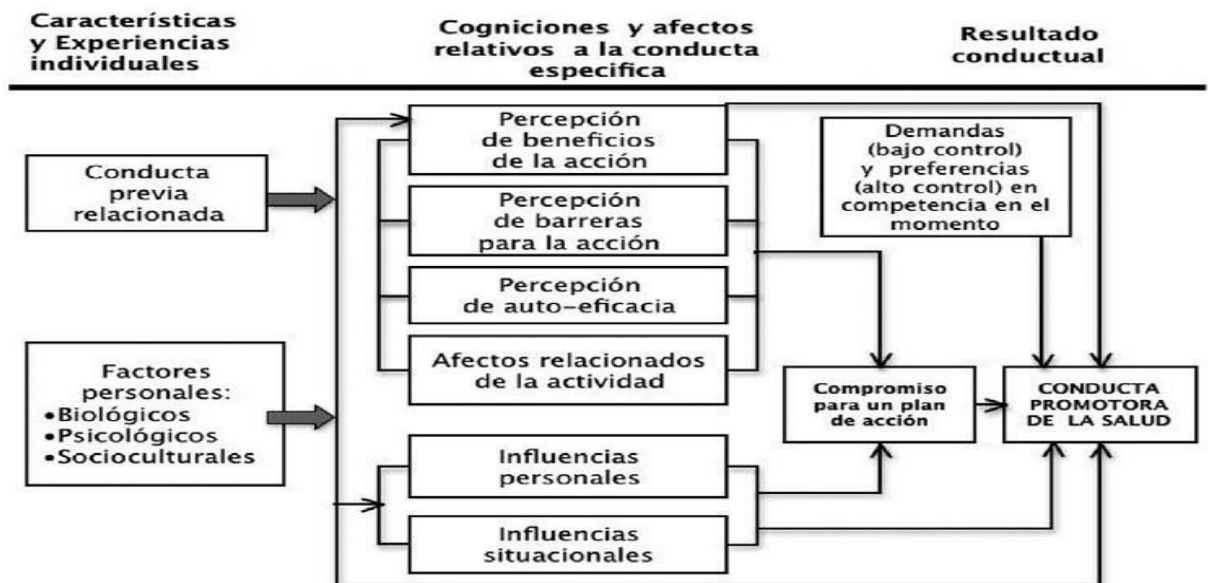 Características
y Experiencias
individuales
Cogniciones y afectos
relativos a la conducta
especifica
Resultado
conductual
Conducta
previa
relacionada
Factores
personales:
•Biológicos
•Psicológicos
•Socioculturales
Percepción
de beneficios
de la acción
Percepción
de barreras
para la acción
Percepción
de auto-eficacia
Afectos relacionados
de la actividad
Influencias
personales
Influencias
situacionales
Demandas
(bajo control)
y preferencias
(alto control) en
competencia en el
momento
Compromiso
para un plan
de acción
CONDUCTA
PROMOTORA
DE LA SALUD